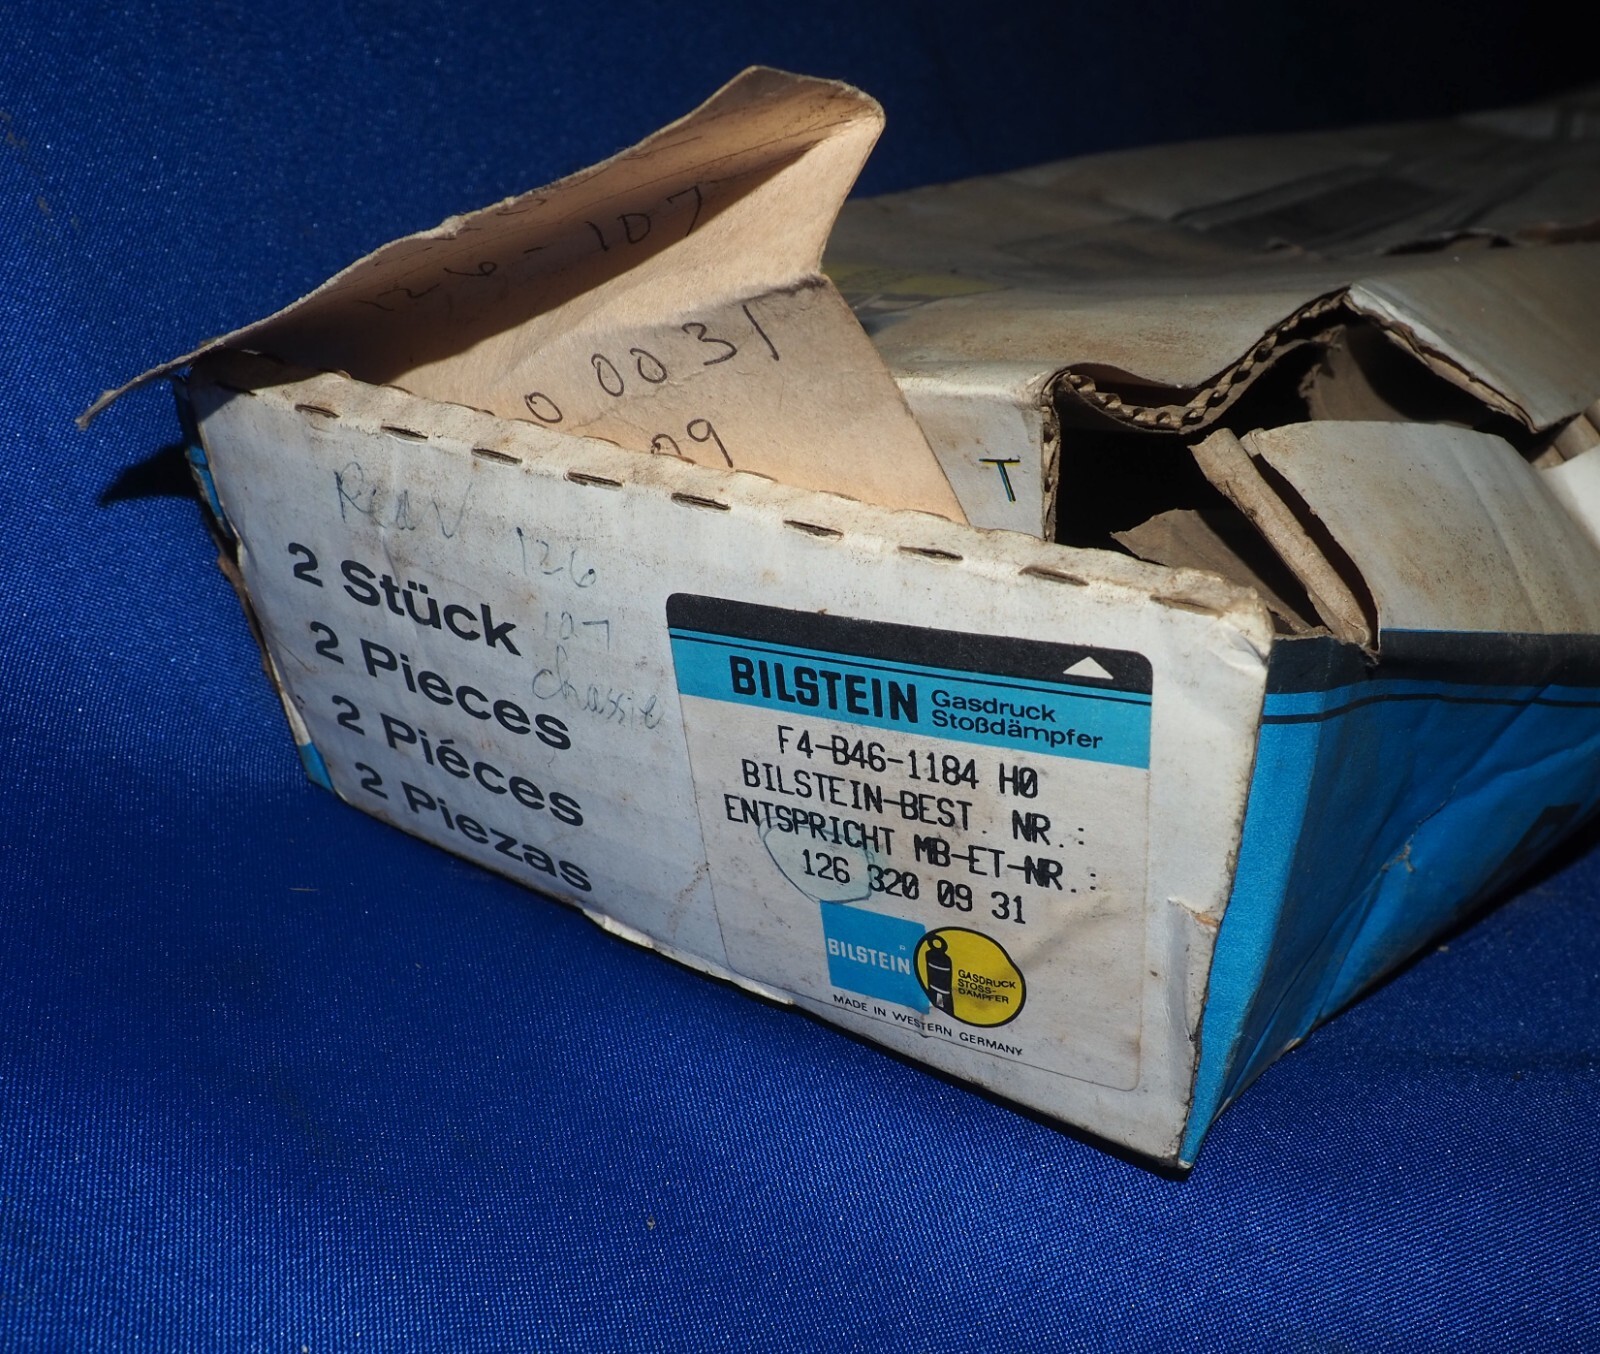 126-107
0 0031
09
T
Rear 126
107
chassie
2 Stück
2 Pieces
2 Piéces
2 Piezas
BILSTEIN Gasdruck
Stoßdämpfer
F4-B46-1184 H0
BILSTEIN-BEST. NR.:
ENTSPRICHT MB-ET-NR.:
126 320 09 31
BILSTEIN
GASDRUCK
STOSS-
DÄMPFER
MADE IN WESTERN GERMANY